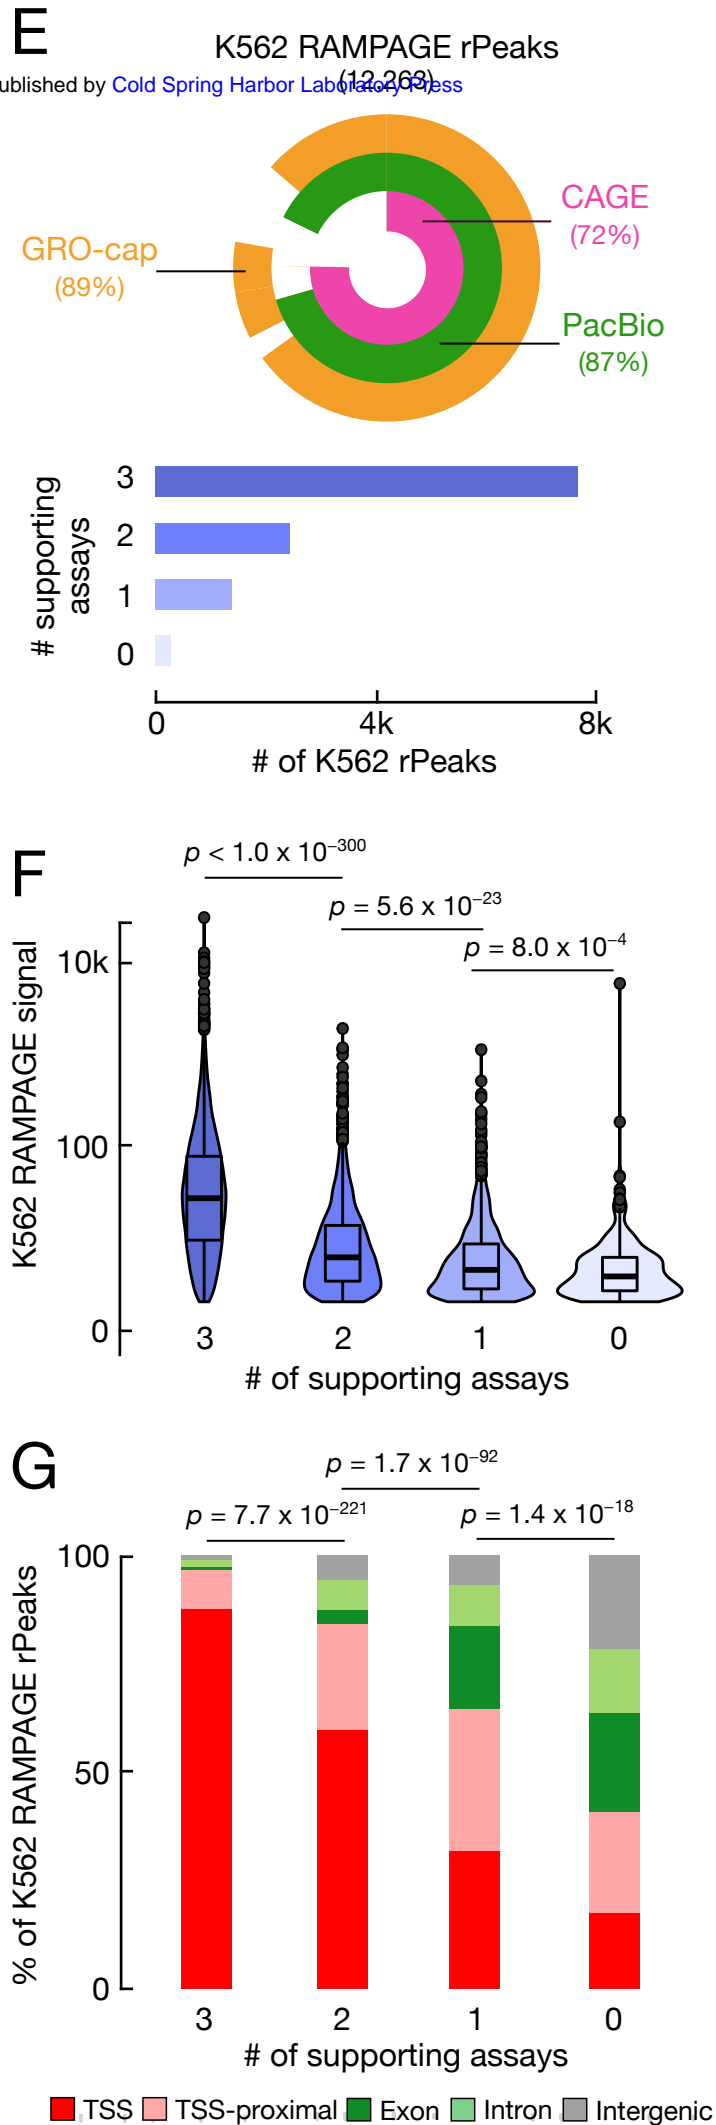 E
K562 RAMPAGE rPeaks
(12,263)
ublished by Cold Spring Harbor Laboratory Press
CAGE
(72%)
GRO-cap
(89%)
PacBio
(87%)
# supporting
assays
3
2
1
0
0 4k 8k
# of K562 rPeaks
F
p < 1.0 x 10⁻³⁰⁰
p = 5.6 x 10⁻²³
p = 8.0 x 10⁻⁴
K562 RAMPAGE signal
10k
100
0
3 2 1 0
# of supporting assays
G
p = 1.7 x 10⁻⁹²
p = 7.7 x 10⁻²²¹
p = 1.4 x 10⁻¹⁸
% of K562 RAMPAGE rPeaks
100
50
0
3 2 1 0
# of supporting assays
TSS TSS-proximal Exon Intron Intergenic